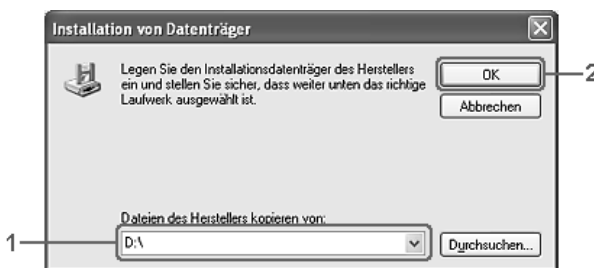 Installation von Datenträger
Legen Sie den Installationsdatenträger des Herstellers
ein und stellen Sie sicher, dass weiter unten das richtige
Laufwerk ausgewählt ist.
OK
2
Abbrechen
Dateien des Herstellers kopieren von:
1
D:\
Durchsuchen...